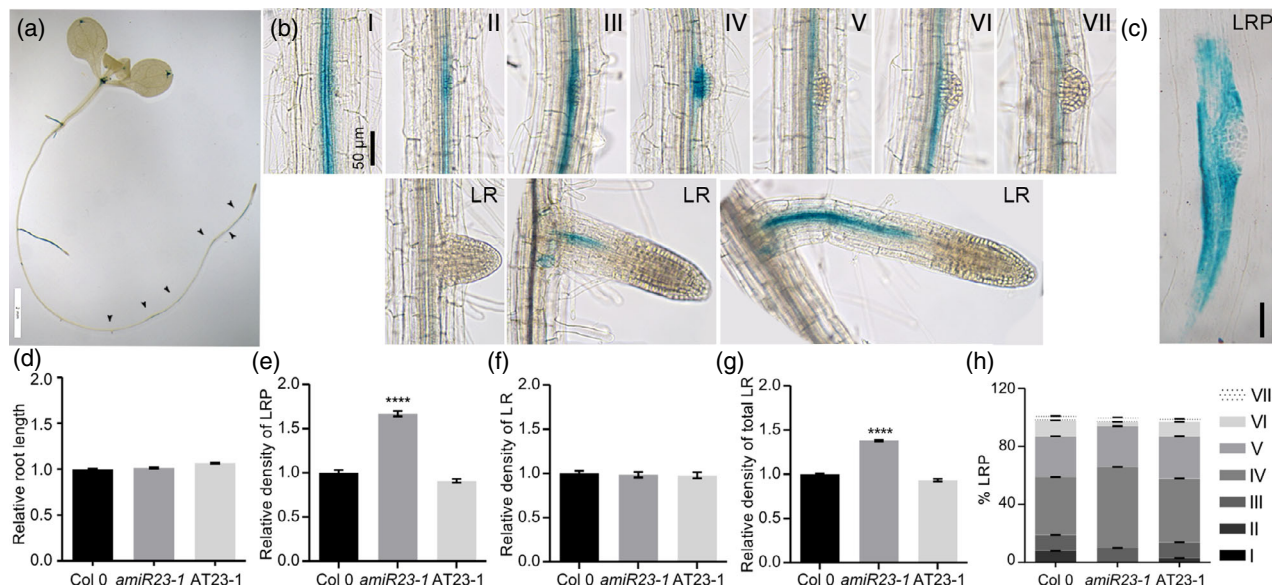 (a)
(b)
I
II
III
IV
V
VI
VII
(c)
LRP
50 µm
LR
LR
LR
(d)
Relative root length
2.0
1.5
1.0
0.5
0.0
Col 0 amiR23-1 AT23-1
(e)
Relative density of LRP
2.0
1.5
1.0
0.5
0.0
****
Col 0 amiR23-1 AT23-1
(f)
Relative density of LR
2.0
1.5
1.0
0.5
0.0
Col 0 amiR23-1 AT23-1
(g)
Relative density of total LR
2.0
1.5
1.0
0.5
0.0
****
Col 0 amiR23-1 AT23-1
(h)
% LRP
120
80
40
0
Col 0 amiR23-1 AT23-1
VII
VI
V
IV
III
II
I